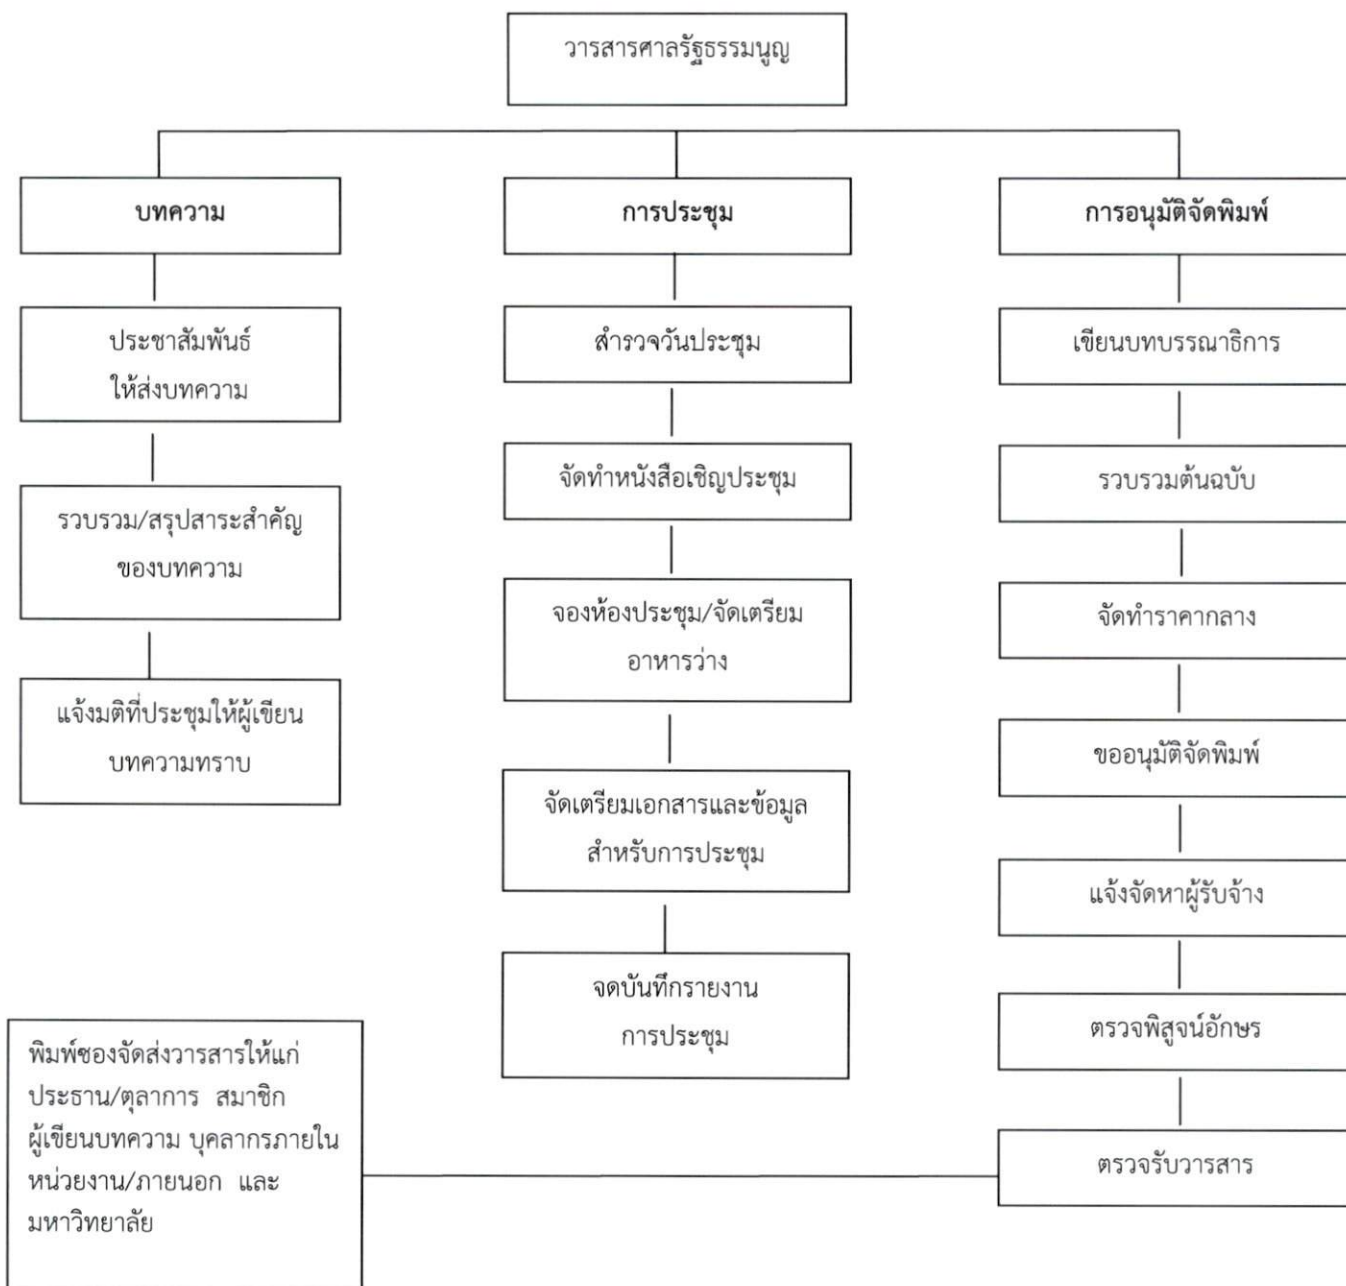 วารสารศาลรัฐธรรมนูญ
บทความ
ประชาสัมพันธ์
ให้ส่งบทความ
รวบรวม/สรุปสาระสำคัญ
ของบทความ
แจ้งมติที่ประชุมให้ผู้เขียน
บทความทราบ
การประชุม
สำรวจวันประชุม
จัดทำหนังสือเชิญประชุม
จองห้องประชุม/จัดเตรียม
อาหารว่าง
จัดเตรียมเอกสารและข้อมูล
สำหรับการประชุม
จดบันทึกรายงาน
การประชุม
การอนุมัติจัดพิมพ์
เขียนบทบรรณาธิการ
รวบรวมต้นฉบับ
จัดทำราคากลาง
ขออนุมัติจัดพิมพ์
แจ้งจัดหาผู้รับจ้าง
ตรวจพิสูจน์อักษร
ตรวจรับวารสาร
พิมพ์ซองจัดส่งวารสารให้แก่
ประธาน/ตุลาการ สมาชิก
ผู้เขียนบทความ บุคลากรภายใน
หน่วยงาน/ภายนอก และ
มหาวิทยาลัย